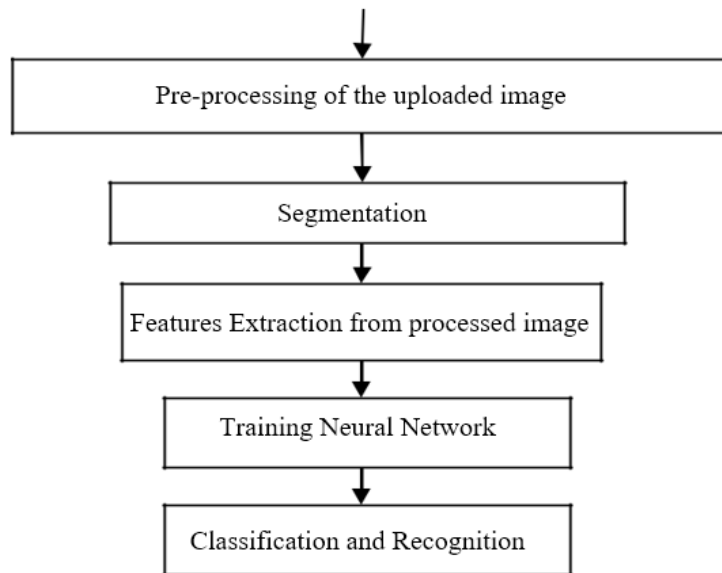 Pre-processing of the uploaded image
Segmentation
Features Extraction from processed image
Training Neural Network
Classification and Recognition